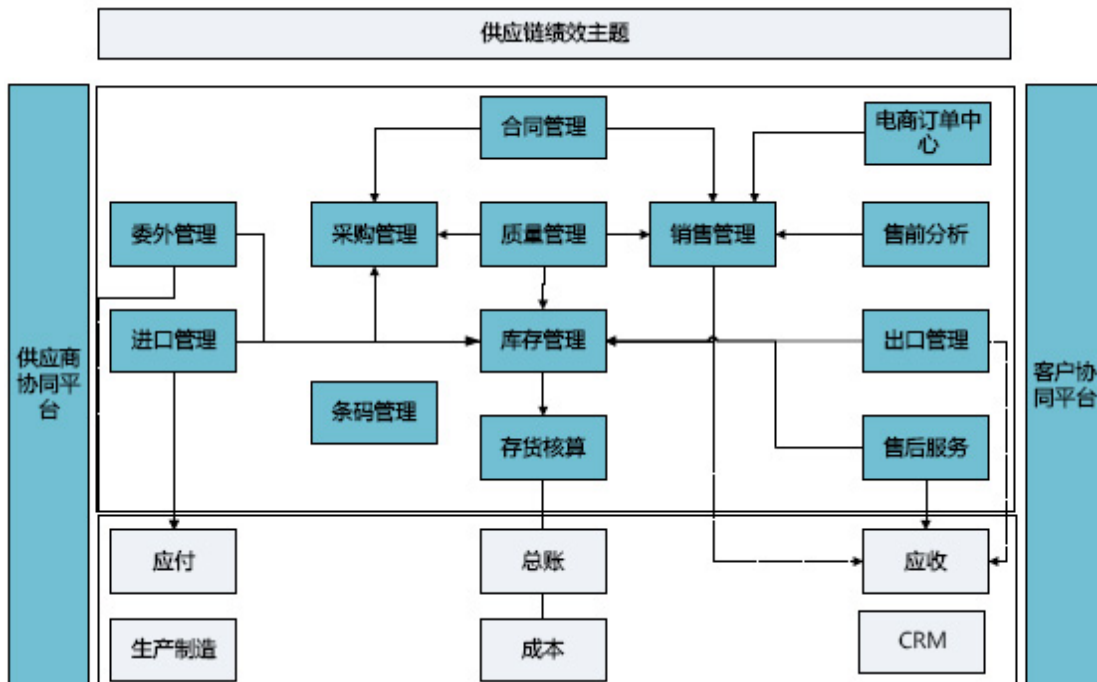 供应链绩效主题
合同管理
电商订单中
心
委外管理
采购管理
质量管理
销售管理
售前分析
进口管理
库存管理
出口管理
供应商
协同平
台
客户协
同平台
条码管理
存货核算
售后服务
应付
总账
应收
生产制造
成本
CRM